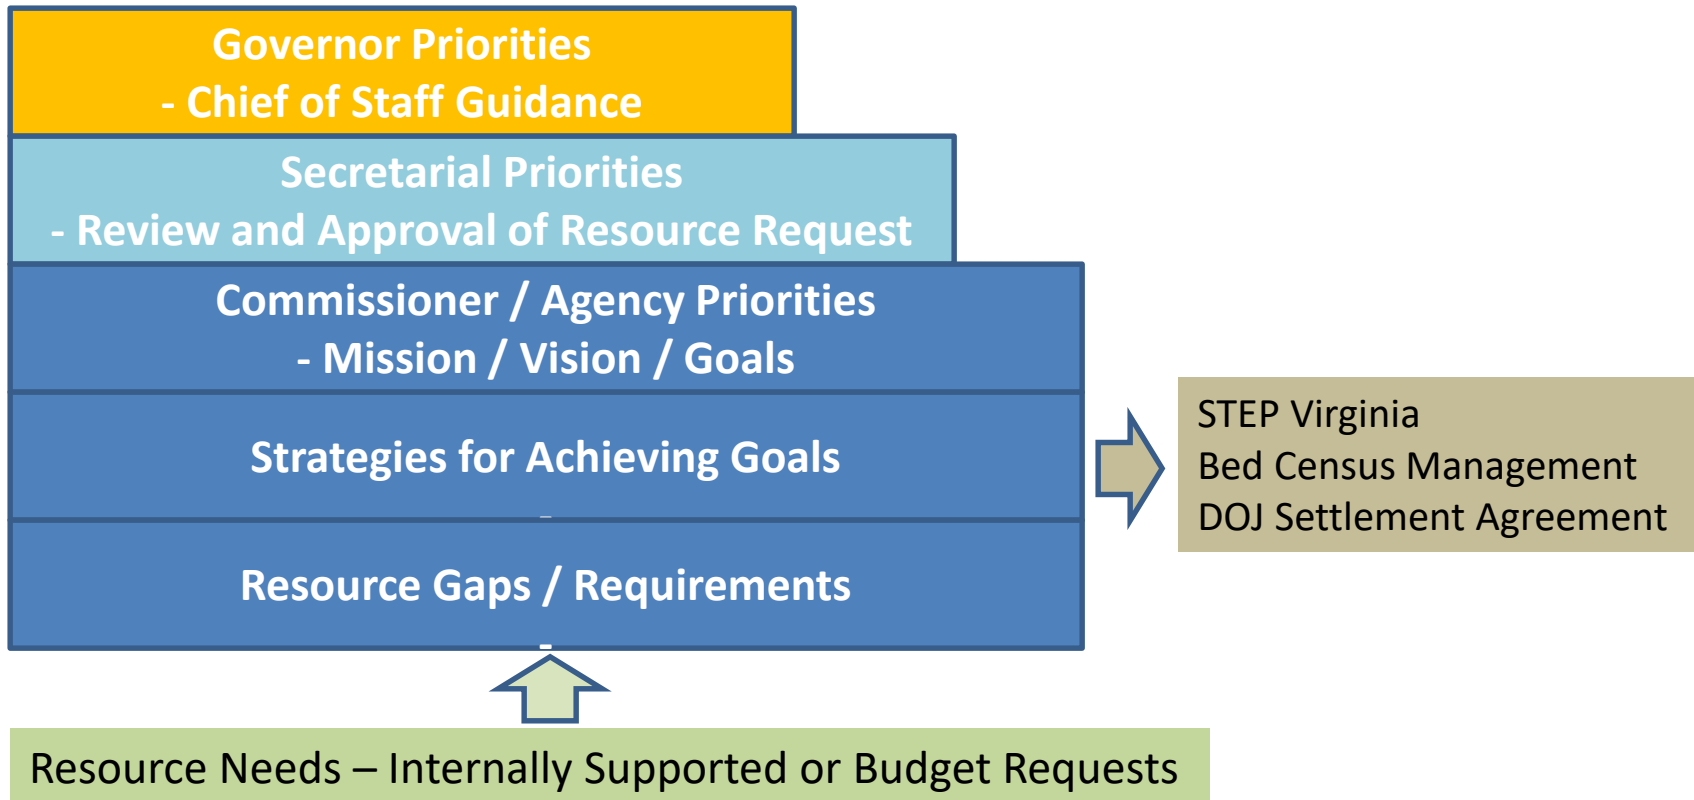 Governor Priorities
- Chief of Staff Guidance
Secretarial Priorities
- Review and Approval of Resource Request
Commissioner / Agency Priorities
- Mission / Vision / Goals
Strategies for Achieving Goals
-
Resource Gaps / Requirements
-
STEP Virginia
Bed Census Management
DOJ Settlement Agreement
Resource Needs – Internally Supported or Budget Requests